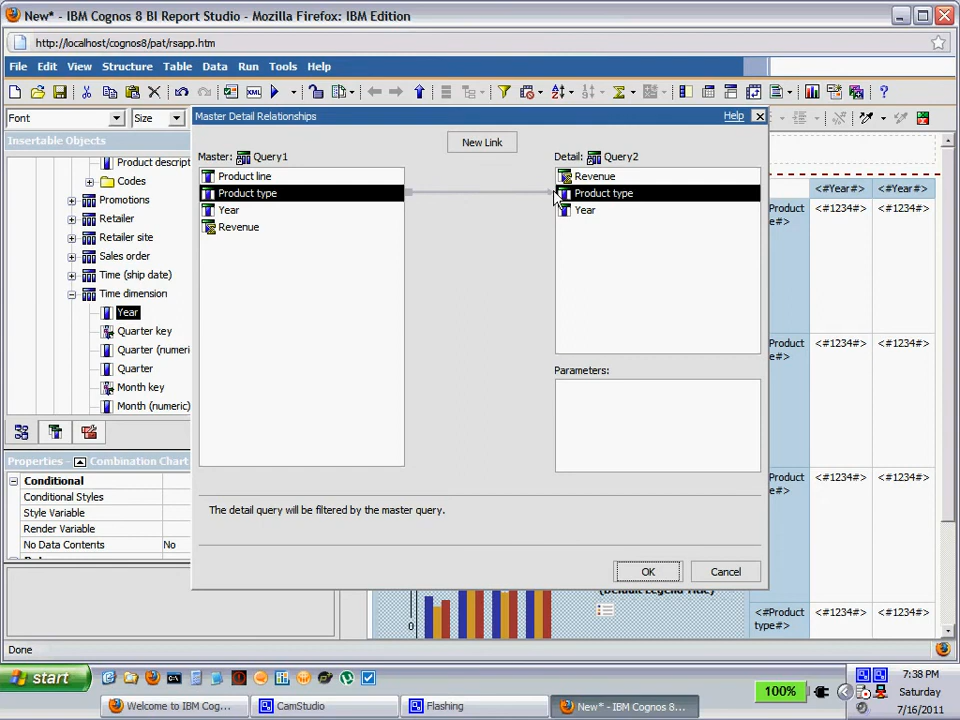 New* - IBM Cognos 8 BI Report Studio - Mozilla Firefox: IBM Edition
http://localhost/cognos8/pat/rsapp.htm
File Edit View Structure Table Data Run Tools Help
Font Size
Insertable Objects
Product descript
Codes
Promotions
Retailer
Retailer site
Sales order
Time (ship date)
Time dimension
Year
Quarter key
Quarter (numeric
Quarter
Month key
Month (numeric)
Properties - Combination Chart
Conditional
Conditional Styles
Style Variable
Render Variable
No Data Contents No
Master Detail Relationships Help
New Link
Master: Query1
Product line
Product type
Year
Revenue
Detail: Query2
Revenue
Product type
Year
Parameters:
The detail query will be filtered by the master query.
OK Cancel
<#Year#> <#Year#>
Product <#1234#> <#1234#>
e#>
Product <#1234#> <#1234#>
e#>
Product <#1234#> <#1234#>
e#>
<#Product <#1234#> <#1234#>
type#>
(Default Legend Title)
0
Done
start
100%
7:38 PM
Saturday
7/16/2011
Welcome to IBM Cog...
CamStudio
Flashing
New* - IBM Cognos 8...